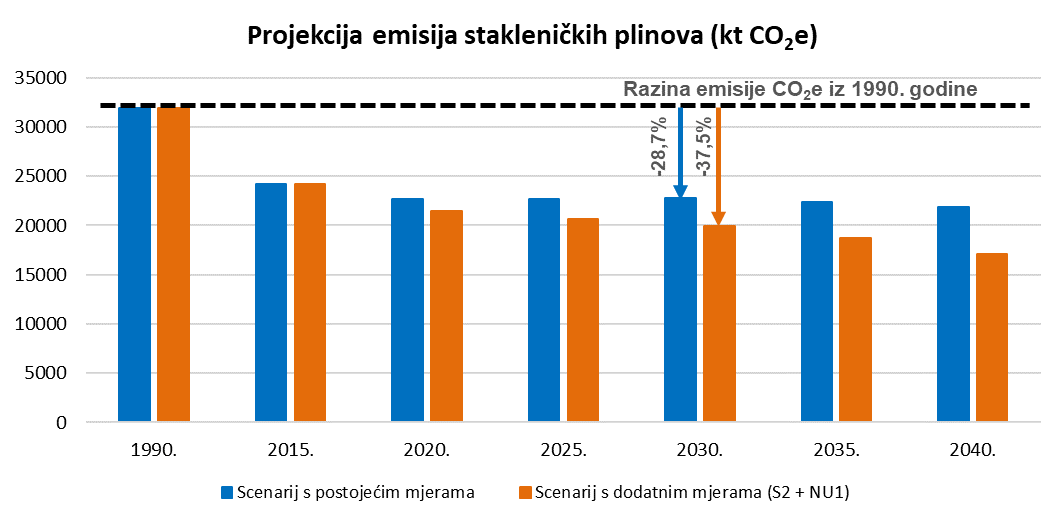 Projekcija emisija stakleničkih plinova (kt CO₂e)
35000
Razina emisije CO₂e iz 1990. godine
30000
-28,7%
-37,5%
25000
20000
15000
10000
5000
0
1990. 2015. 2020. 2025. 2030. 2035. 2040.
Scenarij s postojećim mjerama Scenarij s dodatnim mjerama (S2 + NU1)